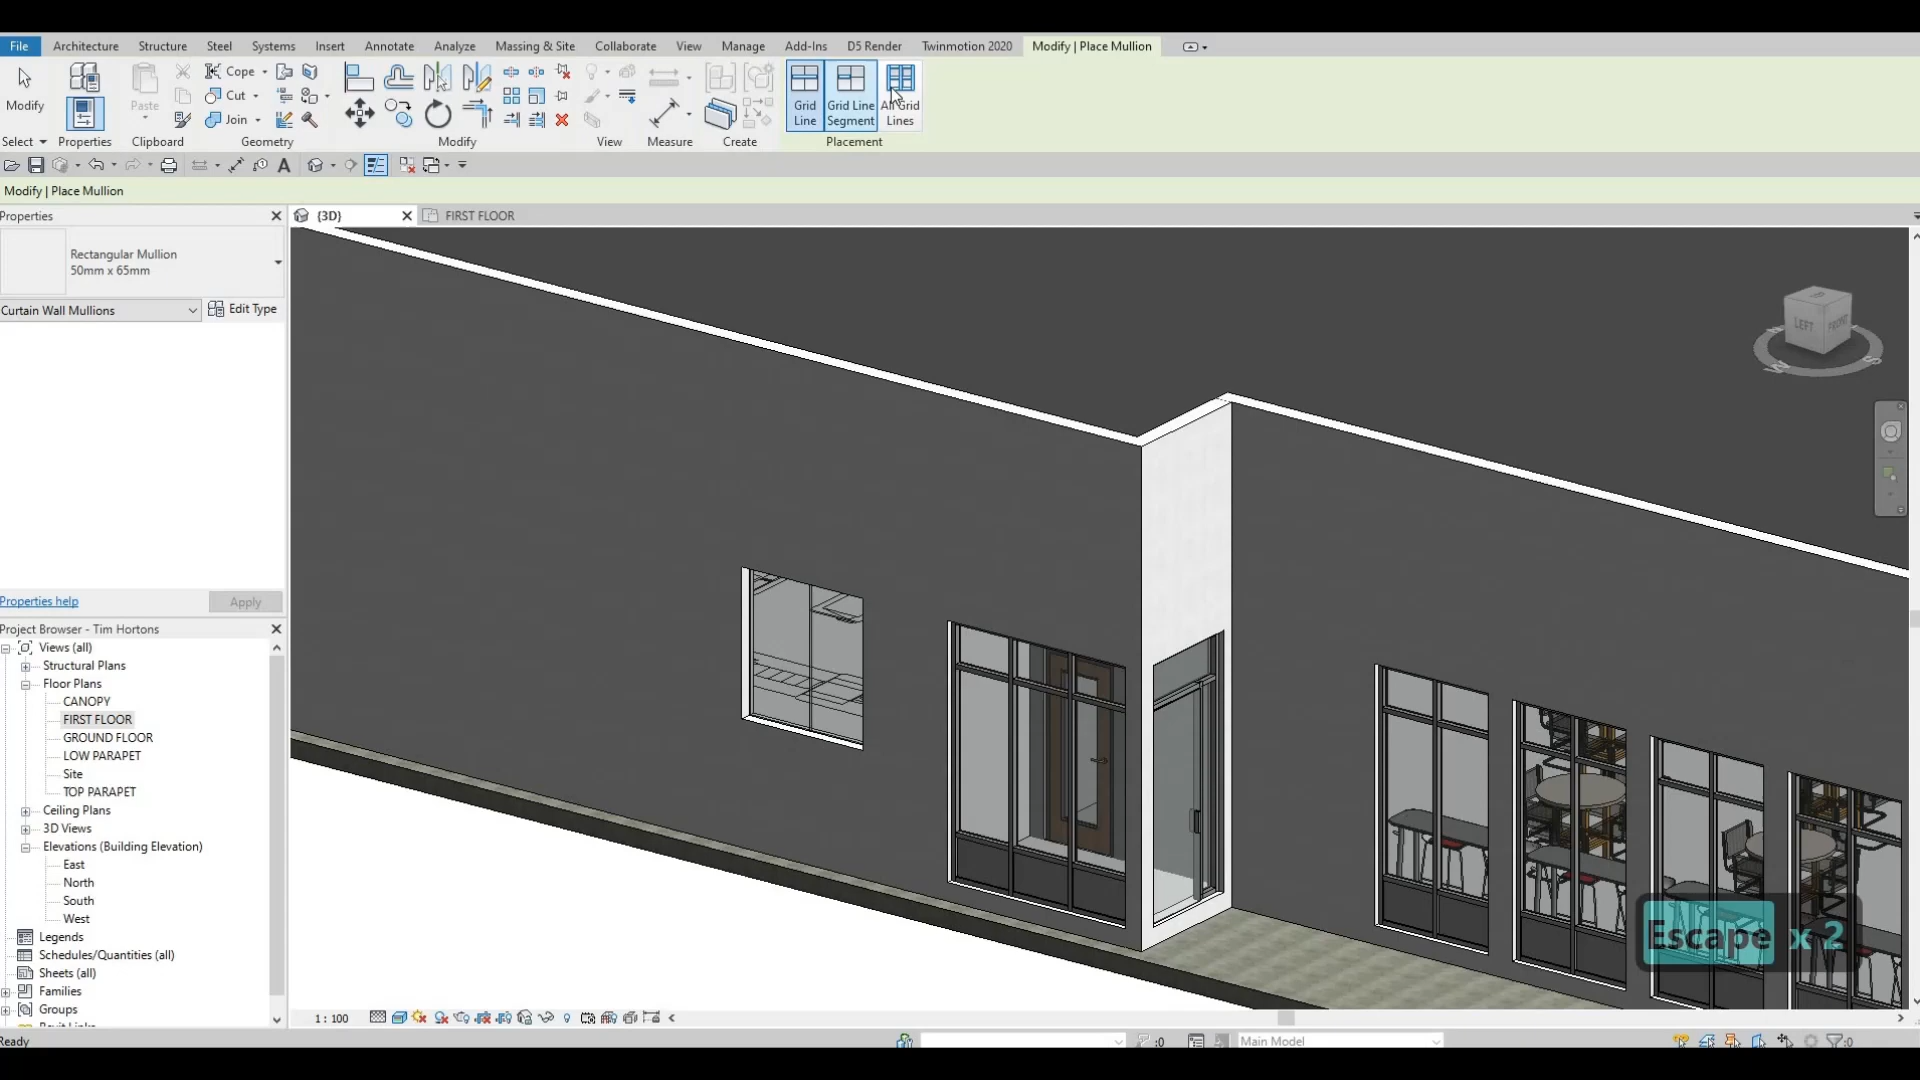 File Architecture Structure Steel Systems Insert Annotate Analyze Massing & Site Collaborate View Manage Add-Ins D5 Render Twinmotion 2020 Modify | Place Mullion
Modify
Paste
Cope
Cut
Join
Grid Line
Grid Line Segment
All Grid Lines
Select Properties Clipboard Geometry Modify View Measure Create Placement
Modify | Place Mullion
Properties
{3D}
FIRST FLOOR
Rectangular Mullion
50mm x 65mm
Curtain Wall Mullions
Edit Type
LEFT
FRONT
W
S
Properties help
Apply
Project Browser - Tim Hortons
Views (all)
Structural Plans
Floor Plans
CANOPY
FIRST FLOOR
GROUND FLOOR
LOW PARAPET
Site
TOP PARAPET
Ceiling Plans
3D Views
Elevations (Building Elevation)
East
North
South
West
Legends
Schedules/Quantities (all)
Sheets (all)
Families
Groups
Escape x 2
1 : 100
Ready
:0
Main Model
:0